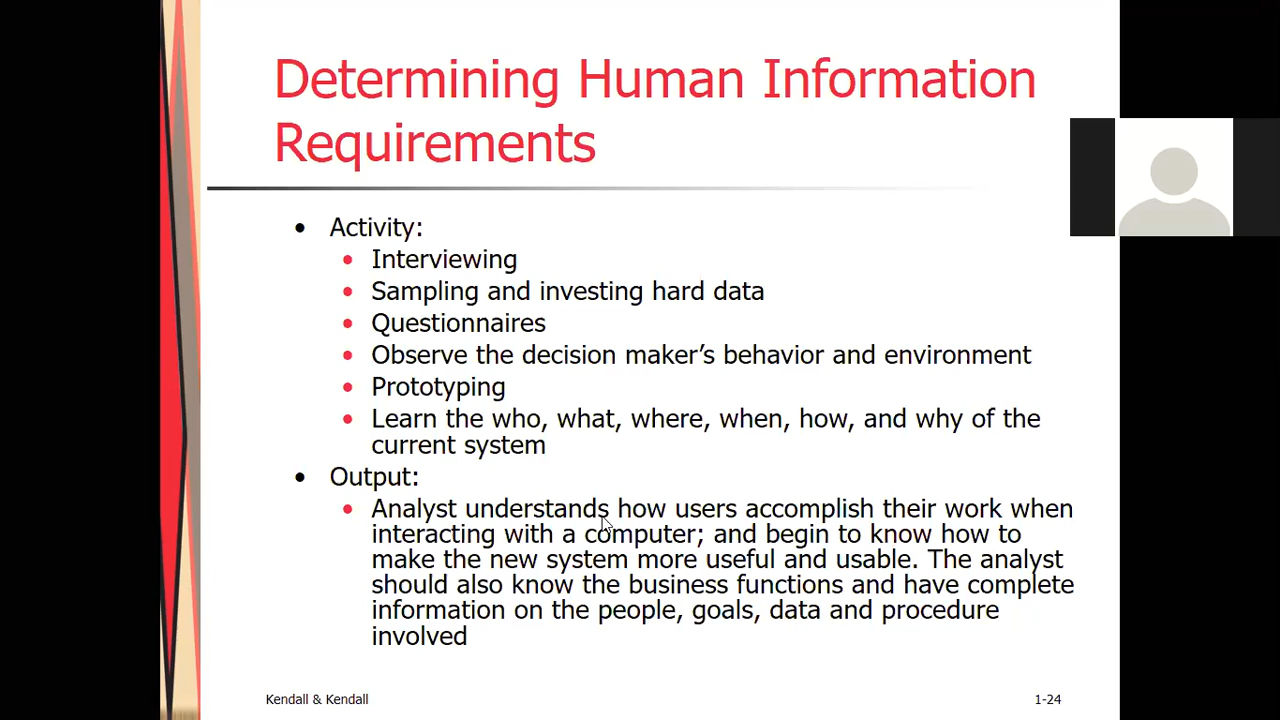 Determining Human Information
Requirements
• Activity:
• Interviewing
• Sampling and investing hard data
• Questionnaires
• Observe the decision maker’s behavior and environment
• Prototyping
• Learn the who, what, where, when, how, and why of the
current system
• Output:
• Analyst understands how users accomplish their work when
interacting with a computer; and begin to know how to
make the new system more useful and usable. The analyst
should also know the business functions and have complete
information on the people, goals, data and procedure
involved
Kendall & Kendall
1-24